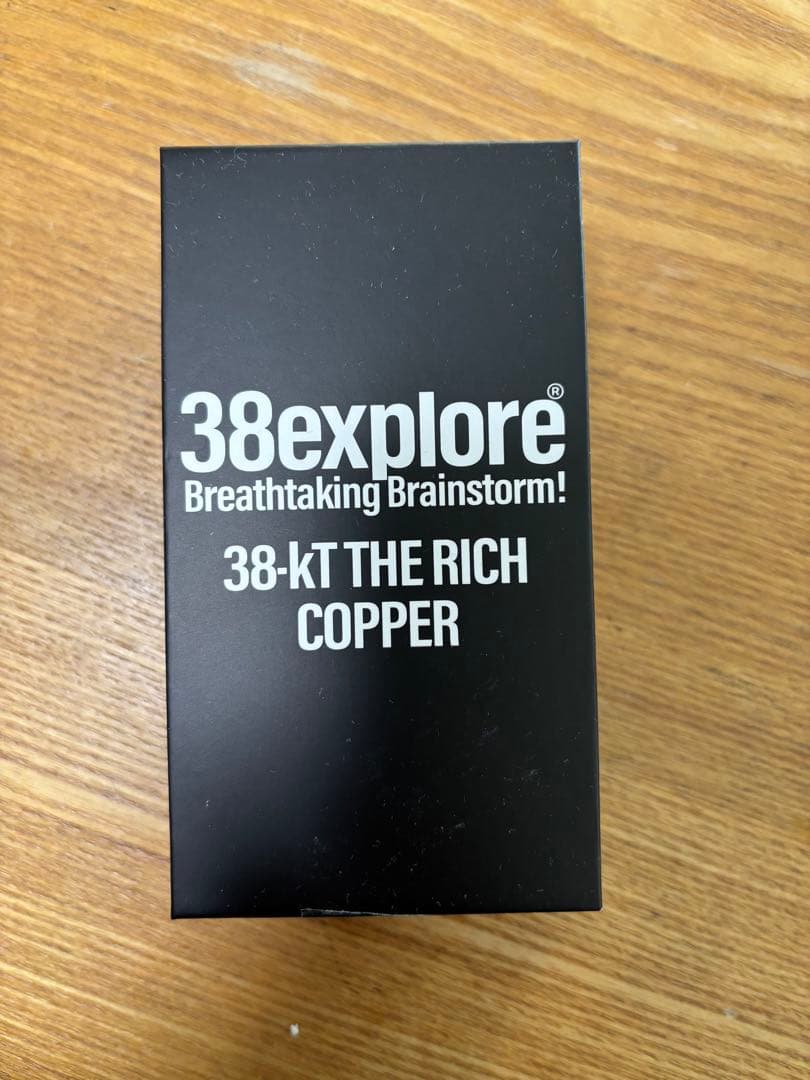 38explore®
Breathtaking Brainstorm!
38-kT THE RICH
COPPER